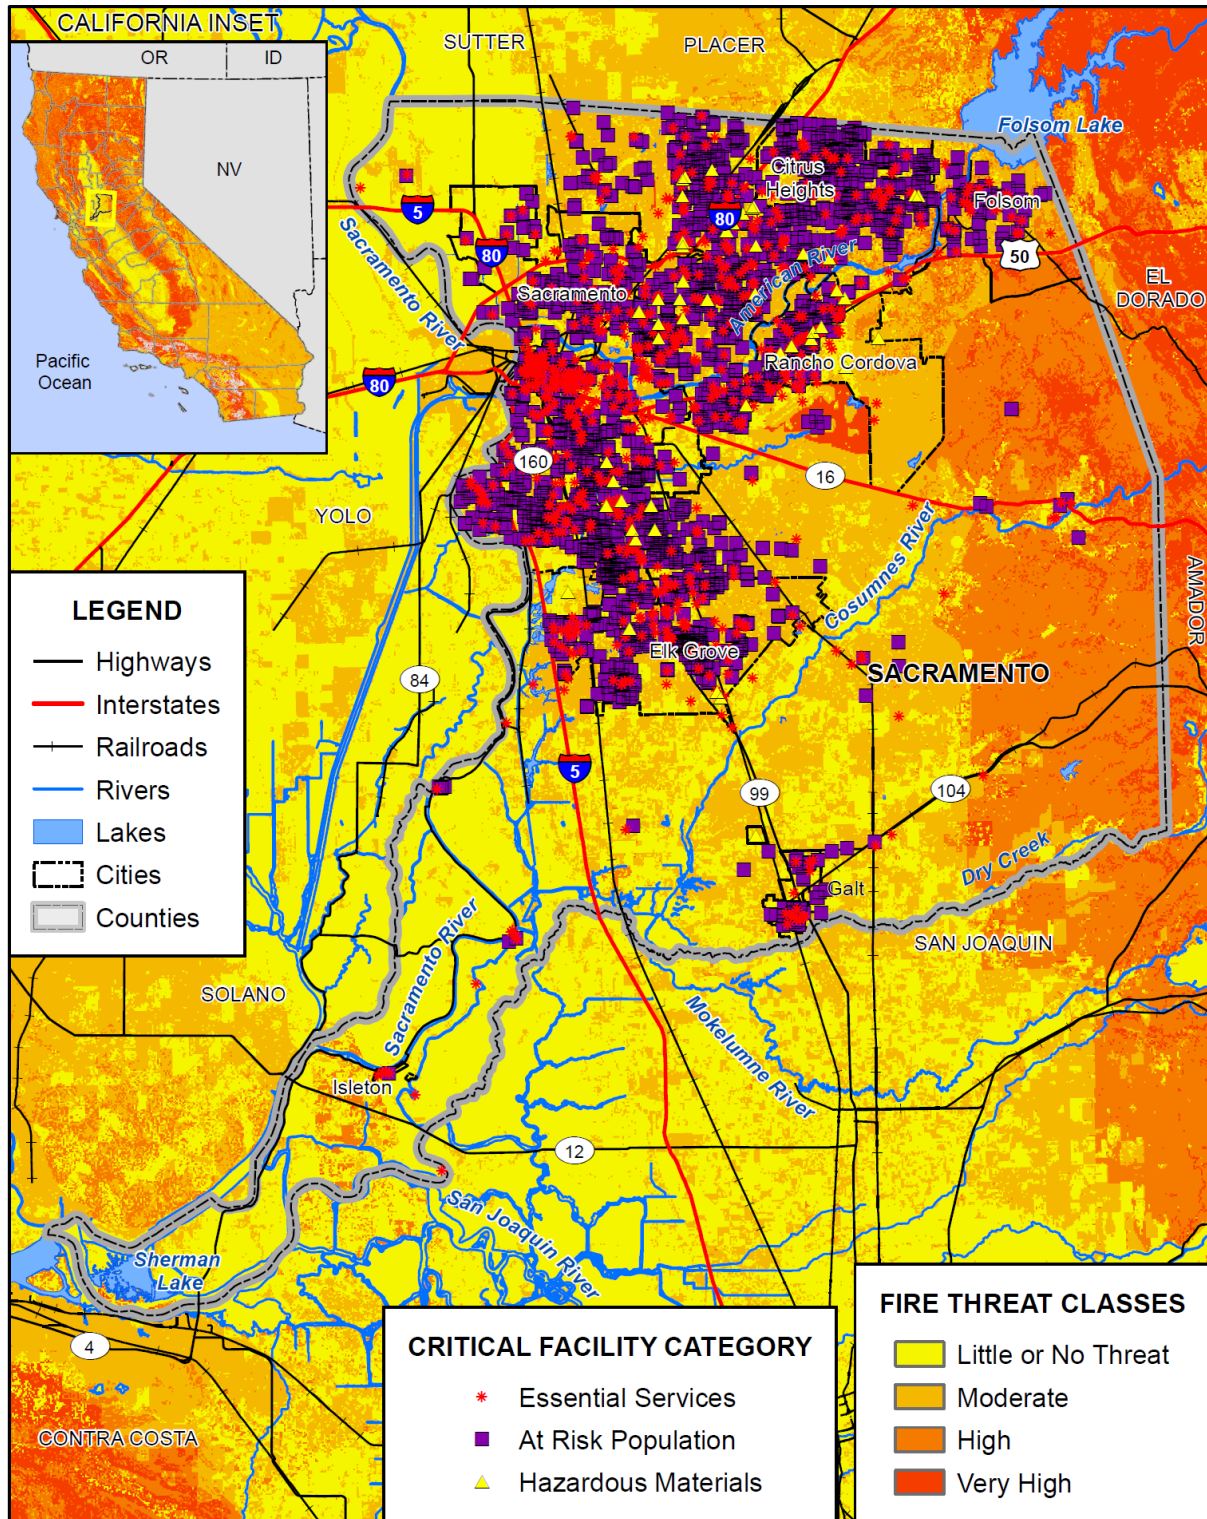 CALIFORNIA INSET
OR
ID
NV
Pacific
Ocean
SUTTER
PLACER
Folsom Lake
Citrus
Heights
Folsom
5
80
80
50
EL
DORADO
Sacramento River
Sacramento
American River
Rancho Cordova
80
160
16
YOLO
Cosumnes River
AMADOR
LEGEND
Highways
Interstates
Railroads
Rivers
Lakes
Cities
Counties
84
Elk Grove
SACRAMENTO
5
99
104
Dry Creek
Galt
SAN JOAQUIN
SOLANO
Sacramento River
Mokelumne River
Isleton
12
San Joaquin River
Sherman
Lake
4
CONTRA COSTA
CRITICAL FACILITY CATEGORY
Essential Services
At Risk Population
Hazardous Materials
FIRE THREAT CLASSES
Little or No Threat
Moderate
High
Very High